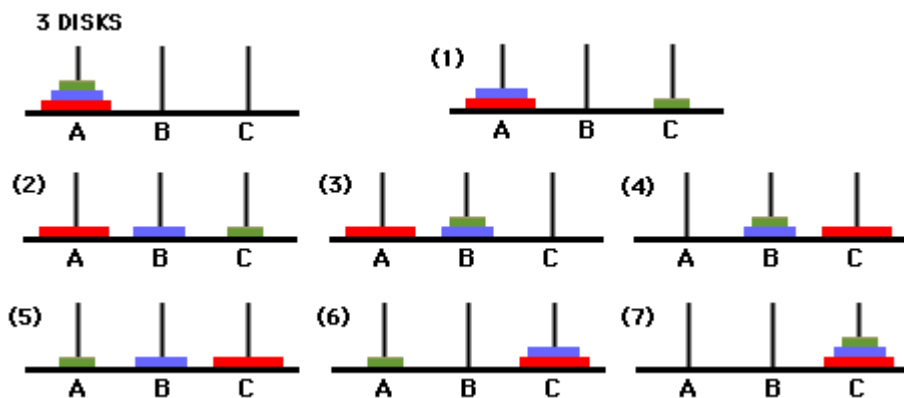 3 DISKS
A B C
(1)
A B C
(2)
A B C
(3)
A B C
(4)
A B C
(5)
A B C
(6)
A B C
(7)
A B C